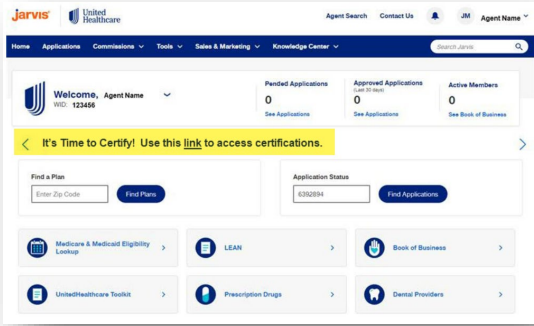 jarvis
United
Healthcare
Agent Search Contact Us JM Agent Name
Home Applications Commissions Tools Sales & Marketing Knowledge Center Search Jarvis
Welcome, Agent Name
WID: 123456
Pended Applications
0
See Applications
Approved Applications
(Last 30 days)
0
See Applications
Active Members
0
See Book of Business
It's Time to Certify! Use this link to access certifications.
Find a Plan
Enter Zip Code Find Plans
Application Status
6392894 Find Applications
Medicare & Medicaid Eligibility
Lookup
LEAN
Book of Business
UnitedHealthcare Toolkit
Prescription Drugs
Dental Providers